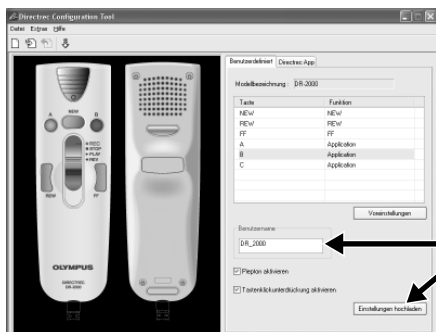 Directrec Configuration Tool
Datei Extras Hilfe
Benutzerdefiniert Directrec App
Modellbezeichnung : DR-2000
Taste Funktion
NEW NEW
REW REW
FF FF
A Application
B Application
C Application
Voreinstellungen
Benutzername
DR_2000
Piepton aktivieren
Tastenklickunterdrückung aktivieren
Einstellungen hochladen
A NEW B
REC
STOP
PLAY
REV
REW FF
OLYMPUS
DIRECTREC
DR-2000